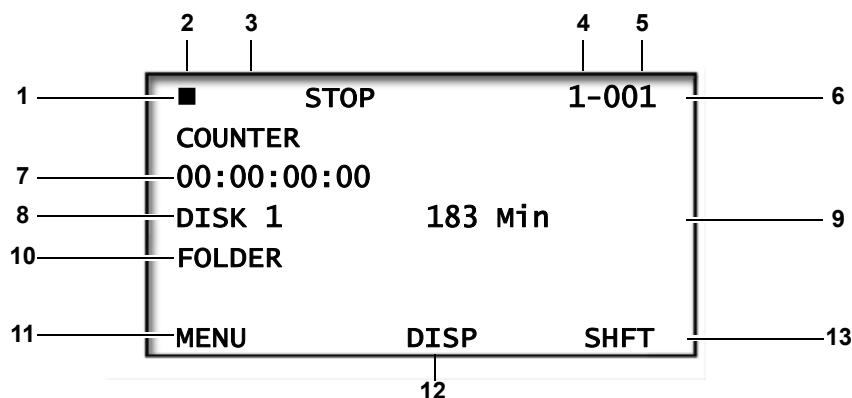 2 3 4 5
1 ■ STOP 1-001 6
COUNTER
7 00:00:00:00
8 DISK 1 183 Min 9
10 FOLDER
11 MENU DISP SHFT 13
12